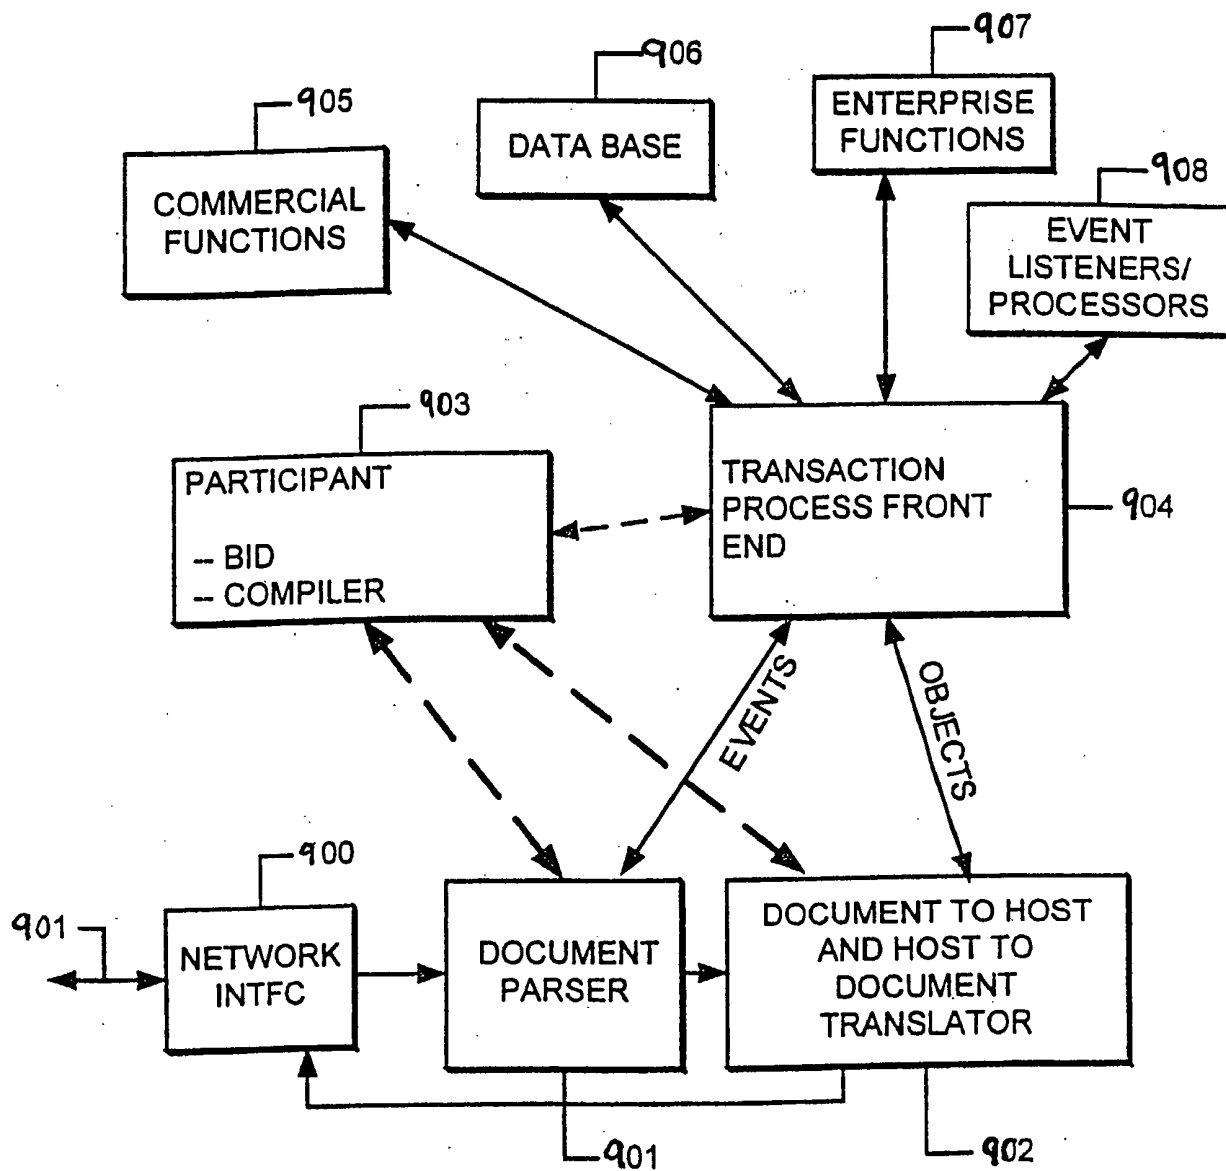 907
906
905
ENTERPRISE
FUNCTIONS
DATA BASE
908
COMMERCIAL
FUNCTIONS
EVENT
LISTENERS/
PROCESSORS
903
PARTICIPANT
-- BID
-- COMPILER
TRANSACTION
PROCESS FRONT
END
904
EVENTS
OBJECTS
900
901
NETWORK
INTFC
DOCUMENT
PARSER
DOCUMENT TO HOST
AND HOST TO
DOCUMENT
TRANSLATOR
901
902